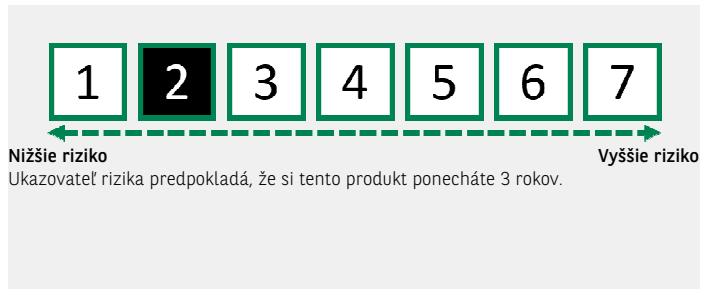 1 2 3 4 5 6 7
Nižšie riziko Vyššie riziko
Ukazovateľ rizika predpokladá, že si tento produkt ponecháte 3 rokov.